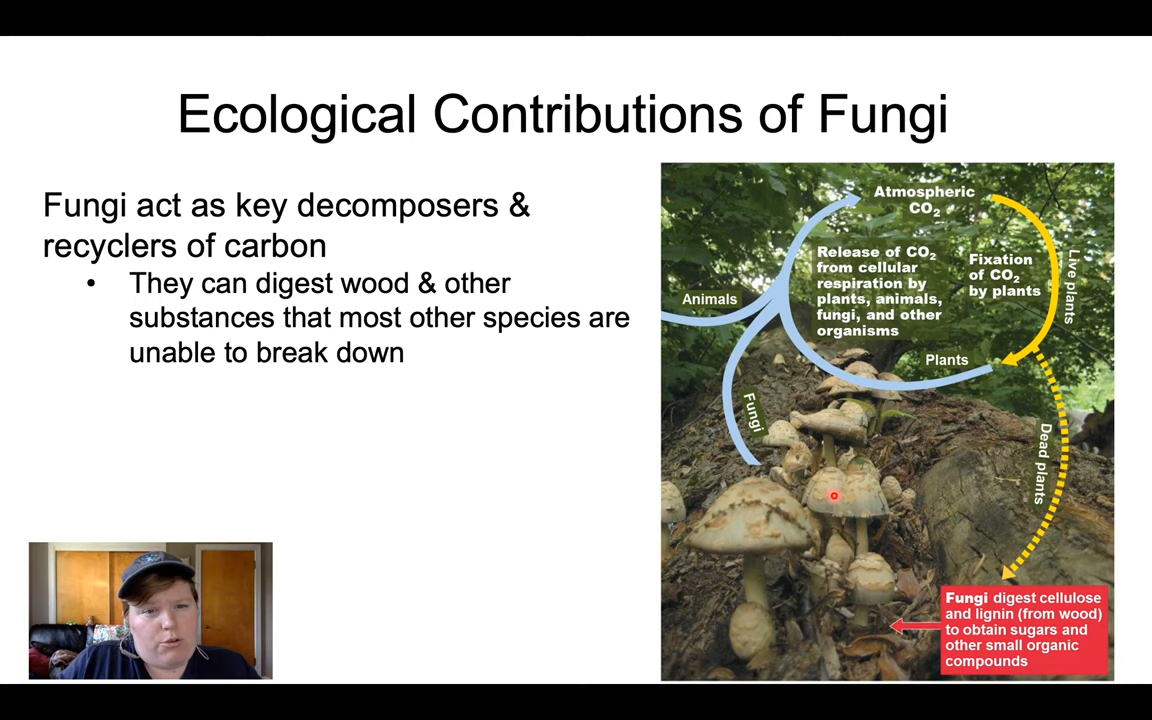 Ecological Contributions of Fungi
Fungi act as key decomposers &
recyclers of carbon
• They can digest wood & other
substances that most other species are
unable to break down
Atmospheric
CO₂
Release of CO₂
from cellular
respiration by
plants, animals,
fungi, and other
organisms
Fixation
of CO₂
by plants
Live plants
Animals
Plants
Fungi
Dead plants
Fungi digest cellulose
and lignin (from wood)
to obtain sugars and
other small organic
compounds